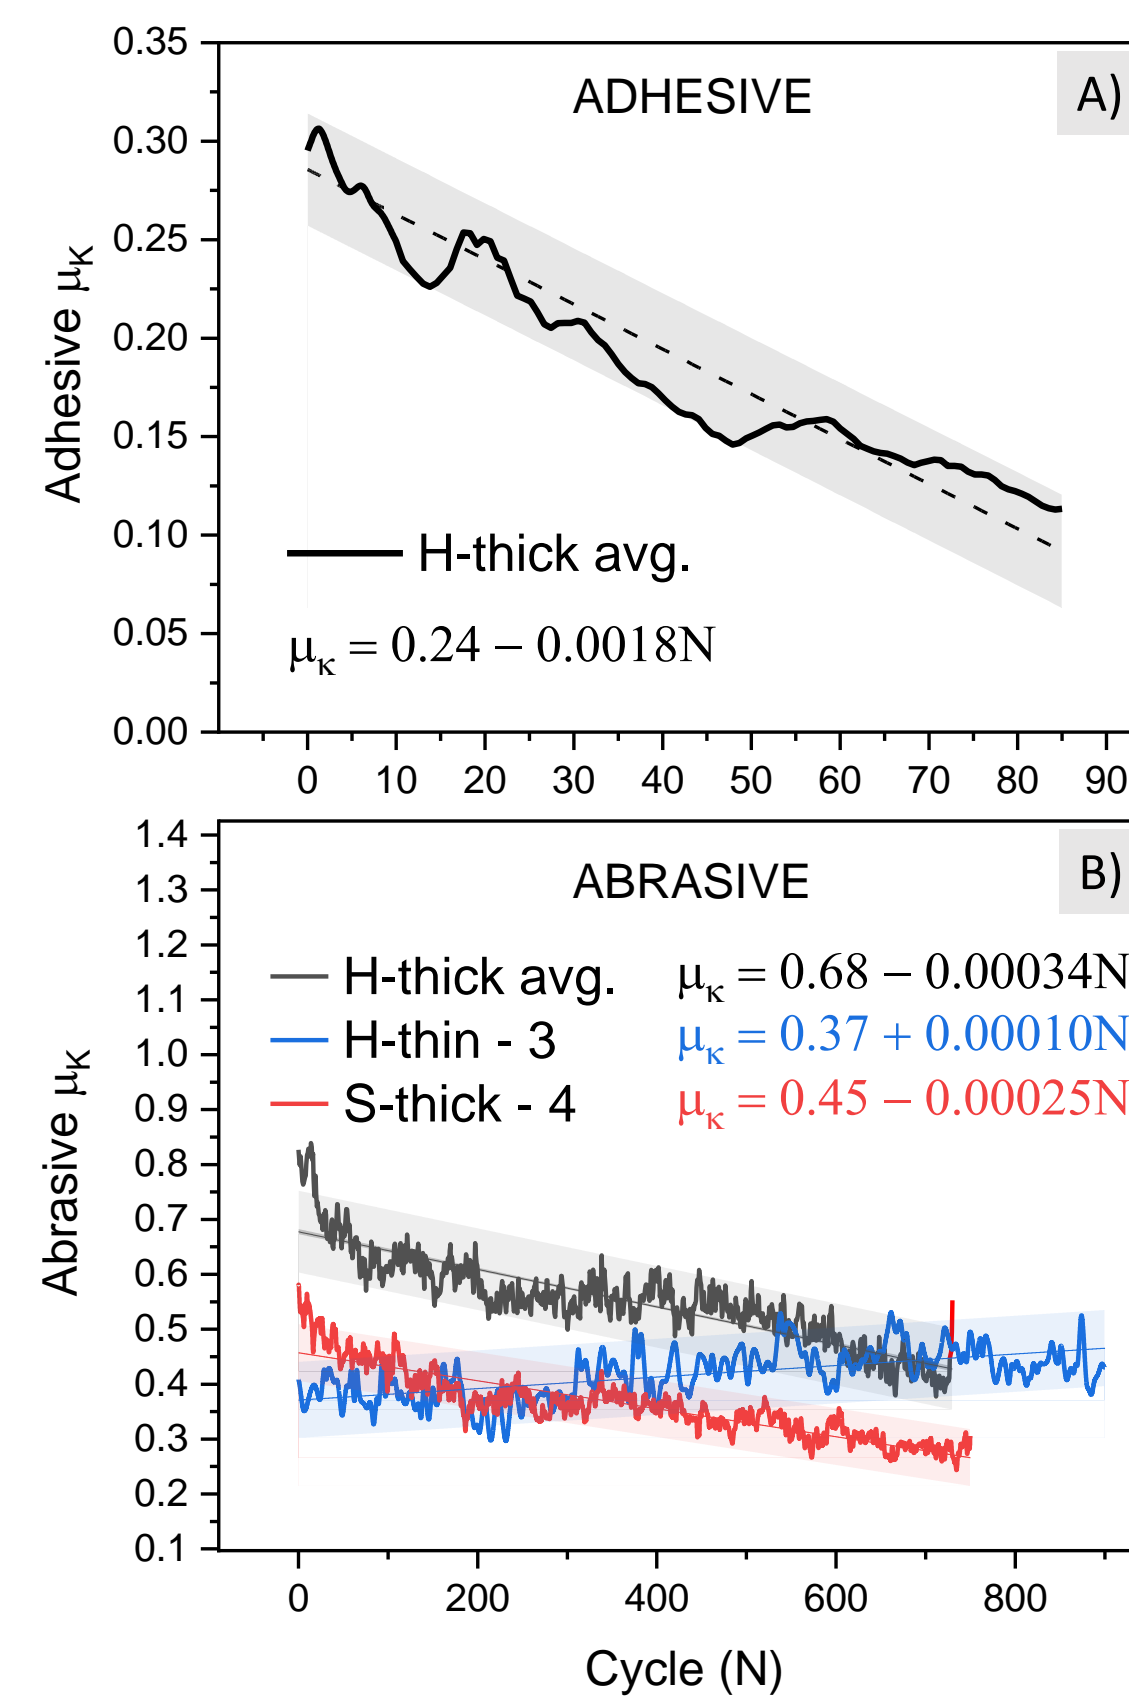 ADHESIVE
A)
Adhesive μK
0.35
0.30
0.25
0.20
0.15
0.10
0.05
0.00
H-thick avg.
μκ = 0.24 − 0.0018N
0 10 20 30 40 50 60 70 80 90
ABRASIVE
B)
Abrasive μK
1.4
1.3
1.2
1.1
1.0
0.9
0.8
0.7
0.6
0.5
0.4
0.3
0.2
0.1
H-thick avg. μκ = 0.68 − 0.00034N
H-thin - 3 μκ = 0.37 + 0.00010N
S-thick - 4 μκ = 0.45 − 0.00025N
0 200 400 600 800
Cycle (N)